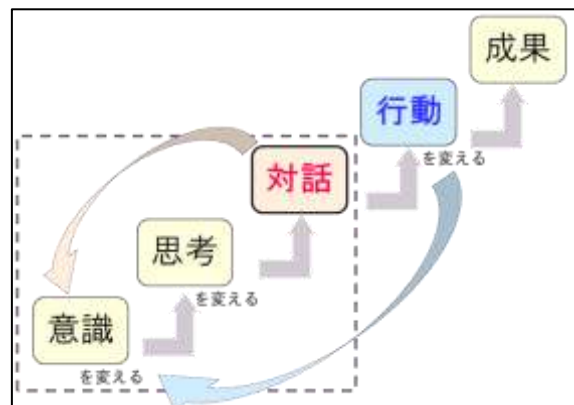 成果
行動
を変える
対話
思考
を変える
意識
を変える